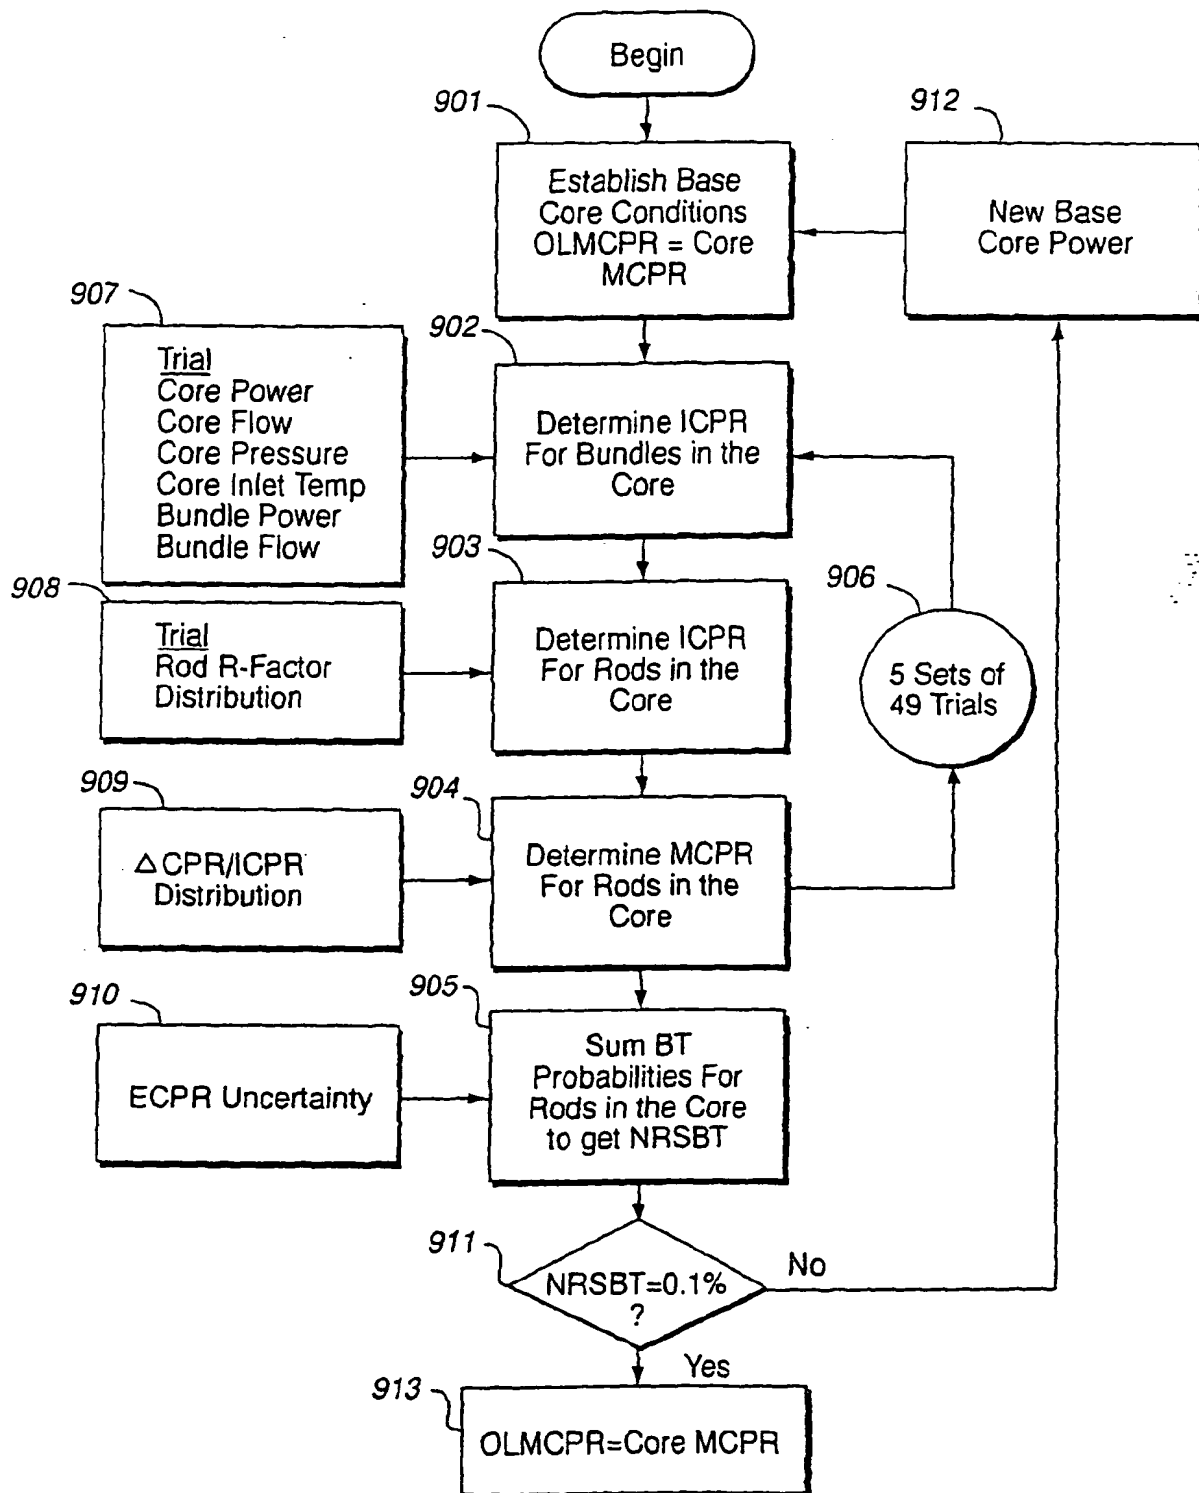 Begin
901
Establish Base
Core Conditions
OLMCPR = Core
MCPR
912
New Base
Core Power
907
Trial
Core Power
Core Flow
Core Pressure
Core Inlet Temp
Bundle Power
Bundle Flow
902
Determine ICPR
For Bundles in the
Core
908
Trial
Rod R-Factor
Distribution
903
Determine ICPR
For Rods in the
Core
906
5 Sets of
49 Trials
909
Δ CPR/ICPR
Distribution
904
Determine MCPR
For Rods in the
Core
910
ECPR Uncertainty
905
Sum BT
Probabilities For
Rods in the Core
to get NRSBT
911
NRSBT=0.1%
?
No
Yes
913
OLMCPR=Core MCPR